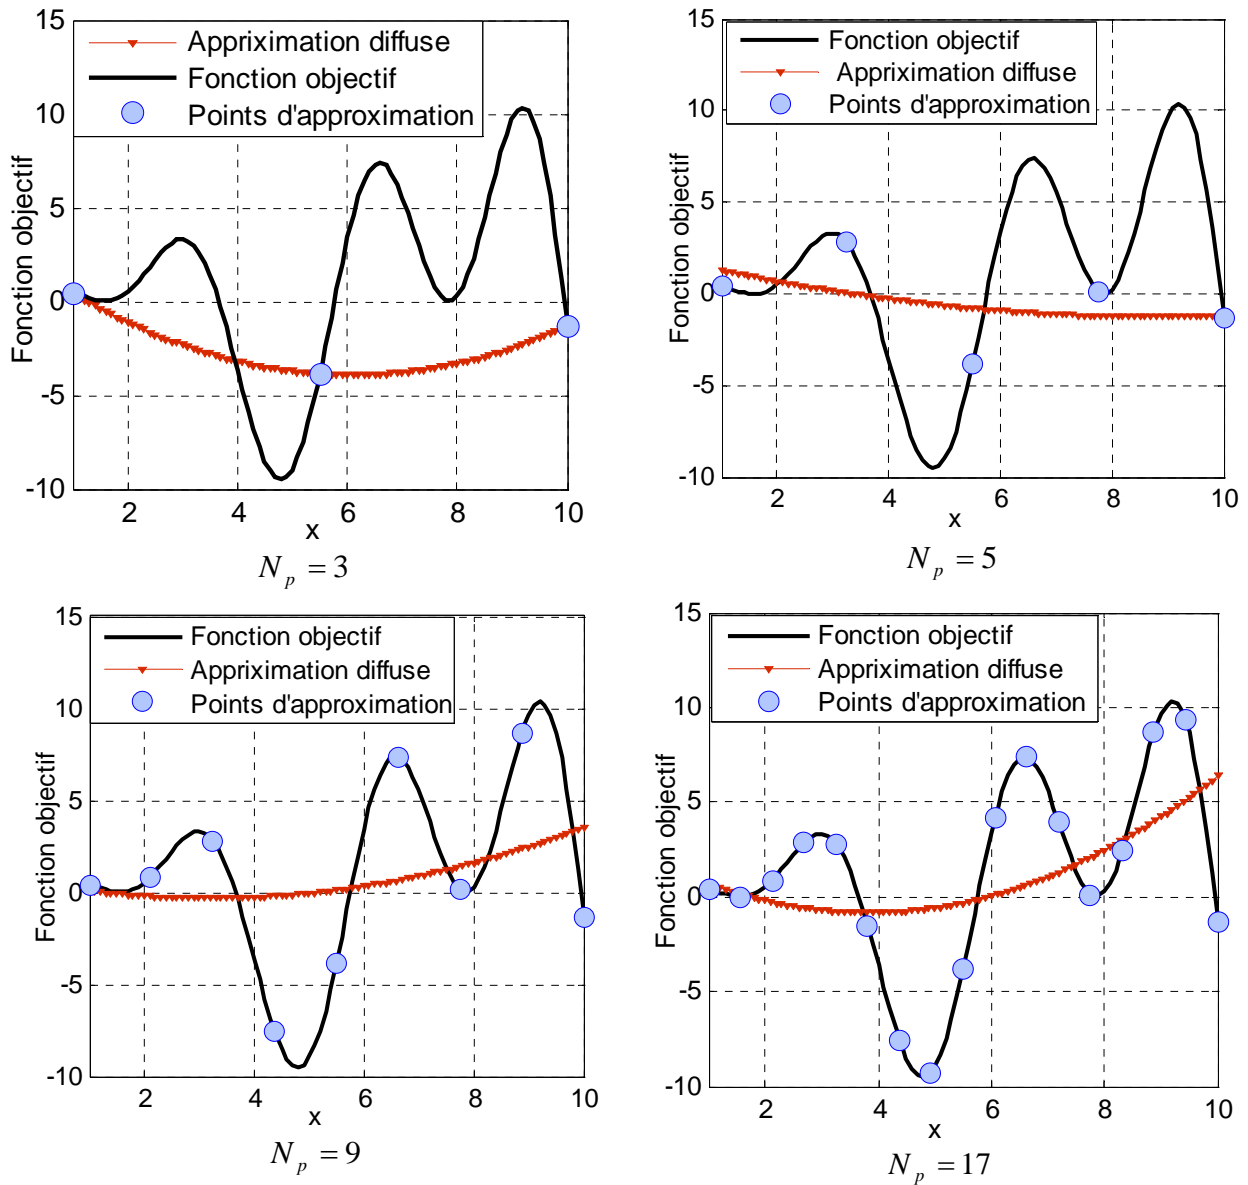 15
10
5
0
-5
-10
Appriximation diffuse
Fonction objectif
Points d'approximation
Fonction objectif
2
4
6
8
10
x
N_p = 3
15
10
5
0
-5
-10
Fonction objectif
Appriximation diffuse
Points d'approximation
Fonction objectif
2
4
6
8
10
x
N_p = 5
15
10
5
0
-5
-10
Fonction objectif
Appriximation diffuse
Points d'approximation
Fonction objectif
2
4
6
8
10
x
N_p = 9
15
10
5
0
-5
-10
Fonction objectif
Appriximation diffuse
Points d'approximation
Fonction objectif
2
4
6
8
10
x
N_p = 17